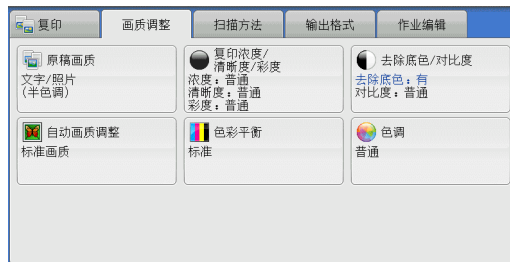 复印
画质调整
扫描方法
输出格式
作业编辑
原稿画质
文字/照片
(半色调)
复印浓度/
清晰度/彩度
浓度:普通
清晰度:普通
彩度:普通
去除底色/对比度
去除底色:有
对比度:普通
自动画质调整
标准画质
色彩平衡
标准
色调
普通